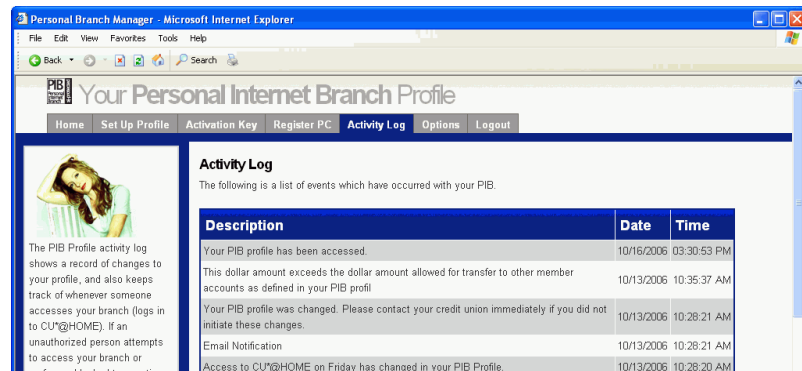 Personal Branch Manager - Microsoft Internet Explorer
File Edit View Favorites Tools Help
Back Search
PIB Your Personal Internet Branch Profile
Personal
Internet
Branch
Home Set Up Profile Activation Key Register PC Activity Log Options Logout
Activity Log
The following is a list of events which have occurred with your PIB.
Description Date Time
Your PIB profile has been accessed. 10/16/2006 03:30:53 PM
This dollar amount exceeds the dollar amount allowed for transfer to other member
accounts as defined in your PIB profil 10/13/2006 10:35:37 AM
Your PIB profile was changed. Please contact your credit union immediately if you did not
initiate these changes. 10/13/2006 10:28:21 AM
Email Notification 10/13/2006 10:28:21 AM
Access to CU*@HOME on Friday has changed in your PIB Profile. 10/13/2006 10:28:20 AM
The PIB Profile activity log
shows a record of changes to
your profile, and also keeps
track of whenever someone
accesses your branch (logs in
to CU*@HOME). If an
unauthorized person attempts
to access your branch or